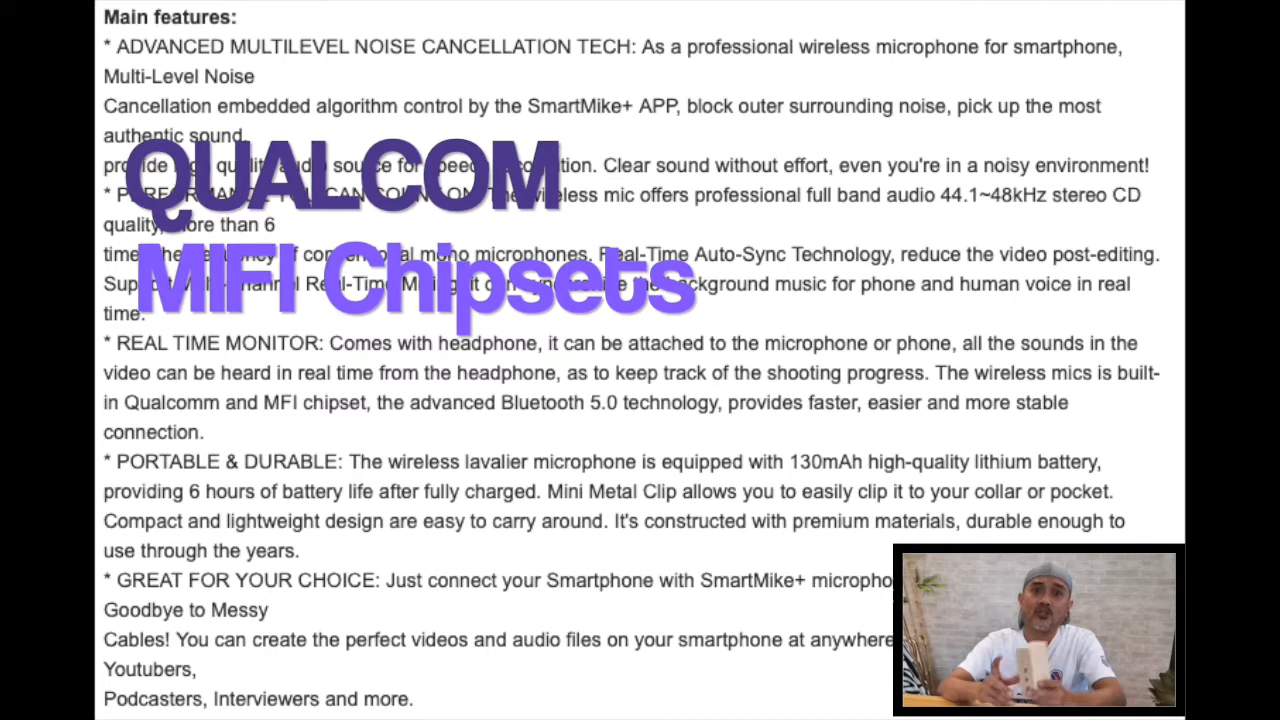 Main features:
* ADVANCED MULTILEVEL NOISE CANCELLATION TECH: As a professional wireless microphone for smartphone,
Multi-Level Noise
Cancellation embedded algorithm control by the SmartMike+ APP, block outer surrounding noise, pick up the most
authentic sound,
QUALCOM
source for Clear sound without effort, even you're in a noisy environment!
wireless mic offers professional full band audio 44.1~48kHz stereo CD
quality, more than 6
mono microphones. Real-Time Auto-Sync Technology, reduce the video post-editing.
MIFI Chipsets
background music for phone and human voice in real
time.
* REAL TIME MONITOR: Comes with headphone, it can be attached to the microphone or phone, all the sounds in the
video can be heard in real time from the headphone, as to keep track of the shooting progress. The wireless mics is built-
in Qualcomm and MFI chipset, the advanced Bluetooth 5.0 technology, provides faster, easier and more stable
connection.
* PORTABLE & DURABLE: The wireless lavalier microphone is equipped with 130mAh high-quality lithium battery,
providing 6 hours of battery life after fully charged. Mini Metal Clip allows you to easily clip it to your collar or pocket.
Compact and lightweight design are easy to carry around. It's constructed with premium materials, durable enough to
use through the years.
* GREAT FOR YOUR CHOICE: Just connect your Smartphone with SmartMike+
Goodbye to Messy
Cables! You can create the perfect videos and audio files on your smartphone at anywhere
Youtubers,
Podcasters, Interviewers and more.